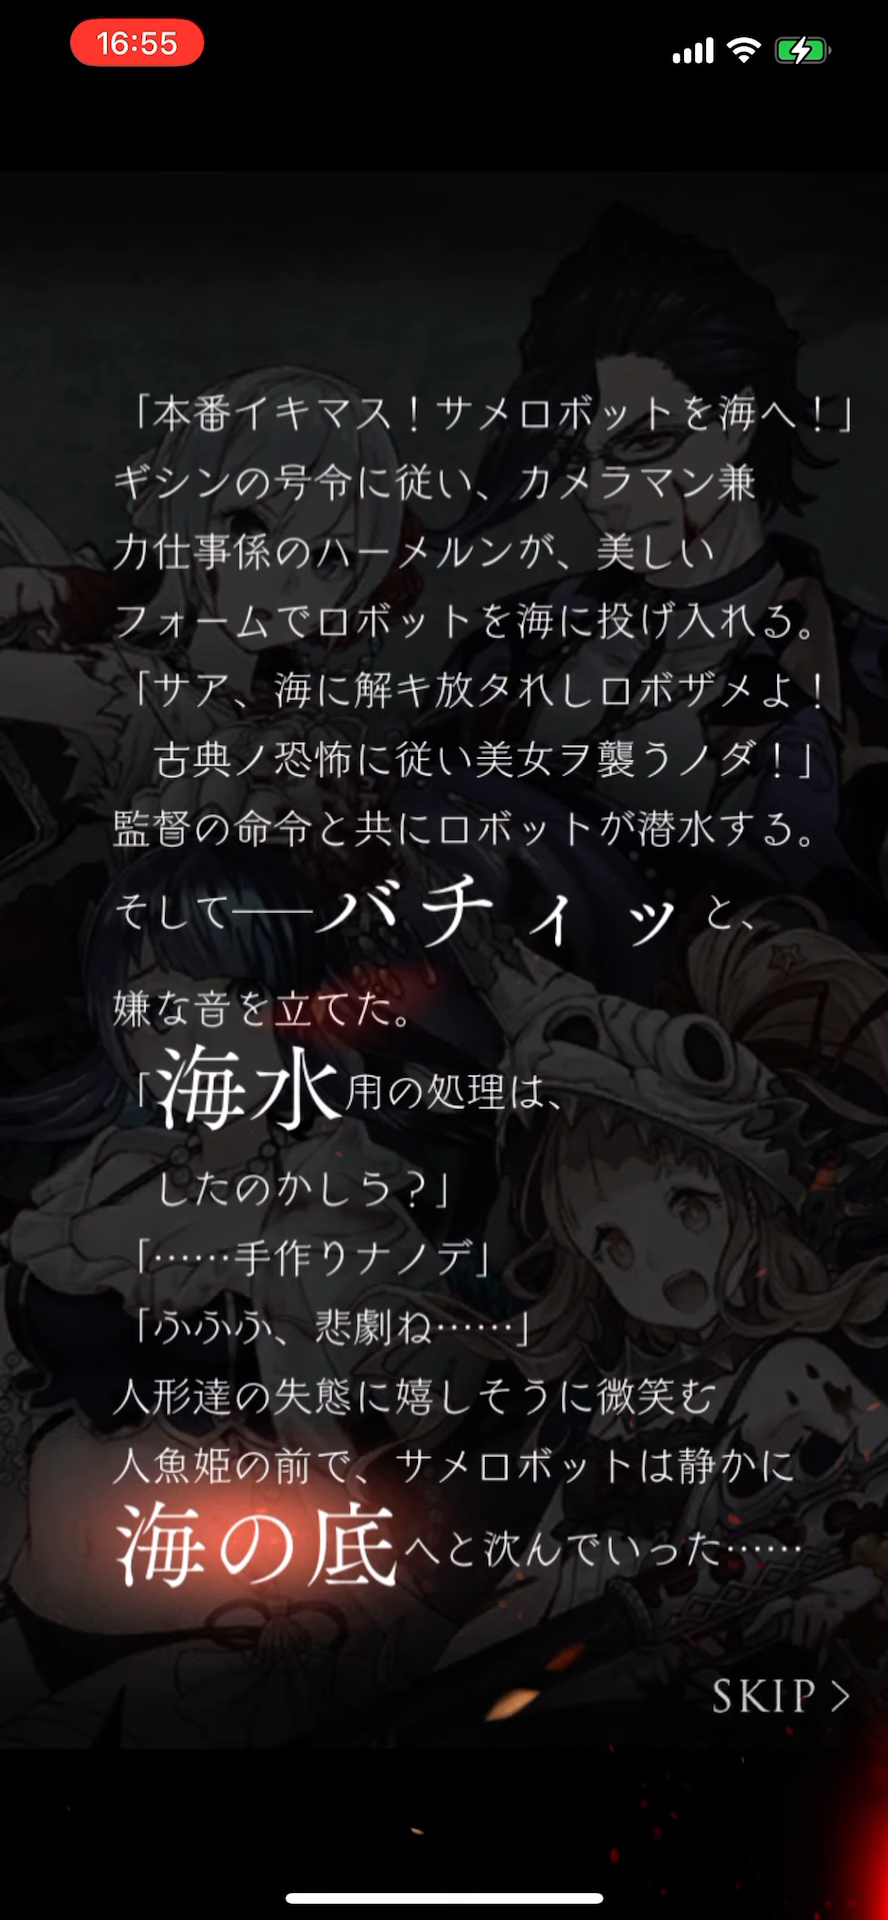 16:55
「本番イキマス！サメロボットを海へ！」
ギシンの号令に従い、カメラマン兼
力仕事係のハーメルンが、美しい
フォームでロボットを海に投げ入れる。
「サア、海に解キ放タれしロボザメよ！
古典ノ恐怖に従い美女ヲ襲うノダ！」
監督の命令と共にロボットが潜水する。
そして──バチィッと、
嫌な音を立てた。
「海水用の処理は、
したのかしら？」
「……手作りナノデ」
「ふふふ、悲劇ね……」
人形達の失態に嬉しそうに微笑む
人魚姫の前で、サメロボットは静かに
海の底へと沈んでいった……
SKIP >